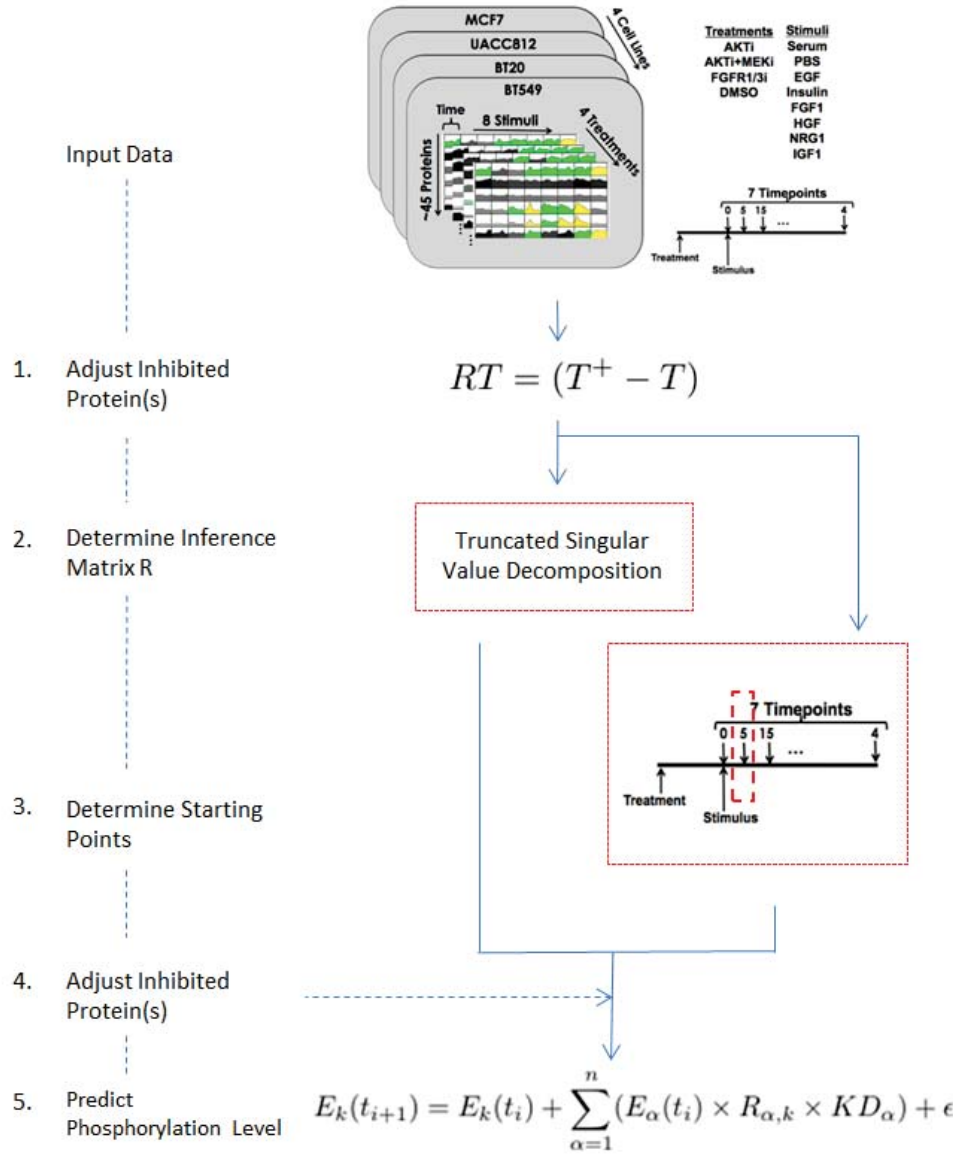 MCF7
UACC812
BT20
BT549
4 Cell Lines
Time
8 Stimuli
4 Treatments
~45 Proteins
Treatments Stimuli
AKTi Serum
AKTi+MEKi PBS
FGFR1/3i EGF
DMSO Insulin
FGF1
HGF
NRG1
IGF1
7 Timepoints
0 5 15 ... 4
Treatment
Stimulus
Input Data
1. Adjust Inhibited
Protein(s)
RT = (T⁺ − T)
2. Determine Inference
Matrix R
Truncated Singular
Value Decomposition
7 Timepoints
0 5 15 ... 4
Treatment
Stimulus
3. Determine Starting
Points
4. Adjust Inhibited
Protein(s)
5. Predict
Phosphorylation Level
E_k(t_{i+1}) = E_k(t_i) + ∑_{α=1}^{n} (E_α(t_i) × R_{α,k} × KD_α) + ϵ